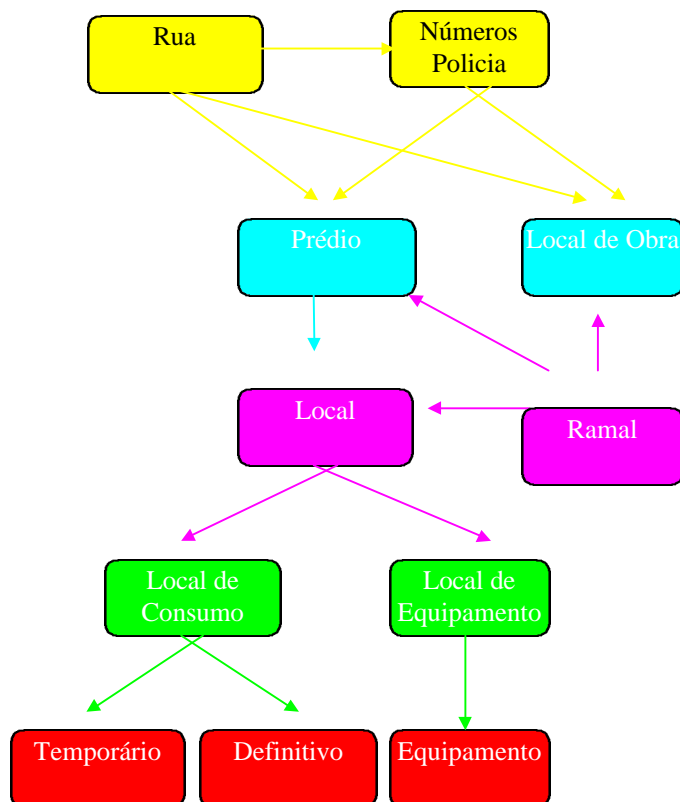 Rua
Números
Policia
Prédio
Local de Obra
Local
Ramal
Local de
Consumo
Local de
Equipamento
Temporário
Definitivo
Equipamento